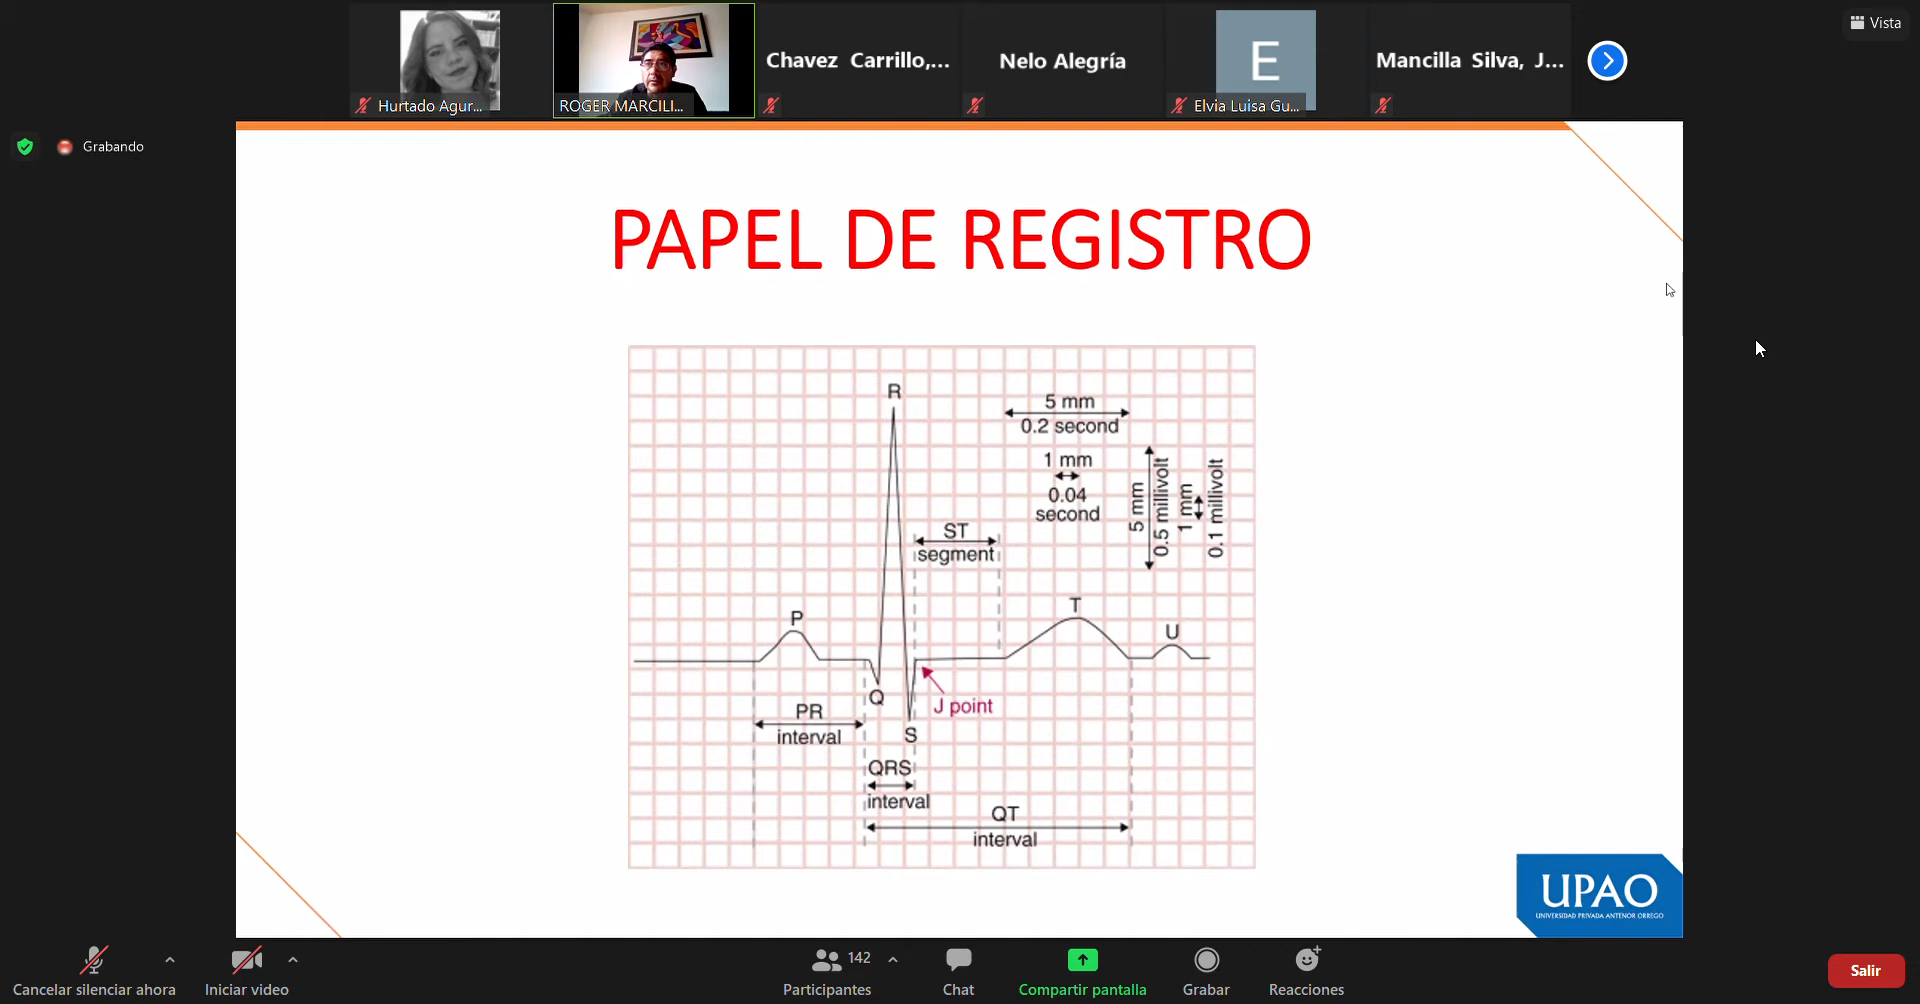 Vista
Hurtado Agur...
ROGER MARCILI...
Chavez Carrillo,...
Nelo Alegría
E
Elvia Luisa Gu...
Mancilla Silva, J...
Grabando
PAPEL DE REGISTRO
R
5 mm
0.2 second
1 mm
0.04
second
5 mm
0.5 millivolt
1 mm
0.1 millivolt
ST
segment
P
T
U
Q
J point
PR
interval
S
QRS
interval
QT
interval
UPAO
UNIVERSIDAD PRIVADA ANTENOR ORREGO
Cancelar silenciar ahora
Iniciar video
142
Participantes
Chat
Compartir pantalla
Grabar
Reacciones
Salir